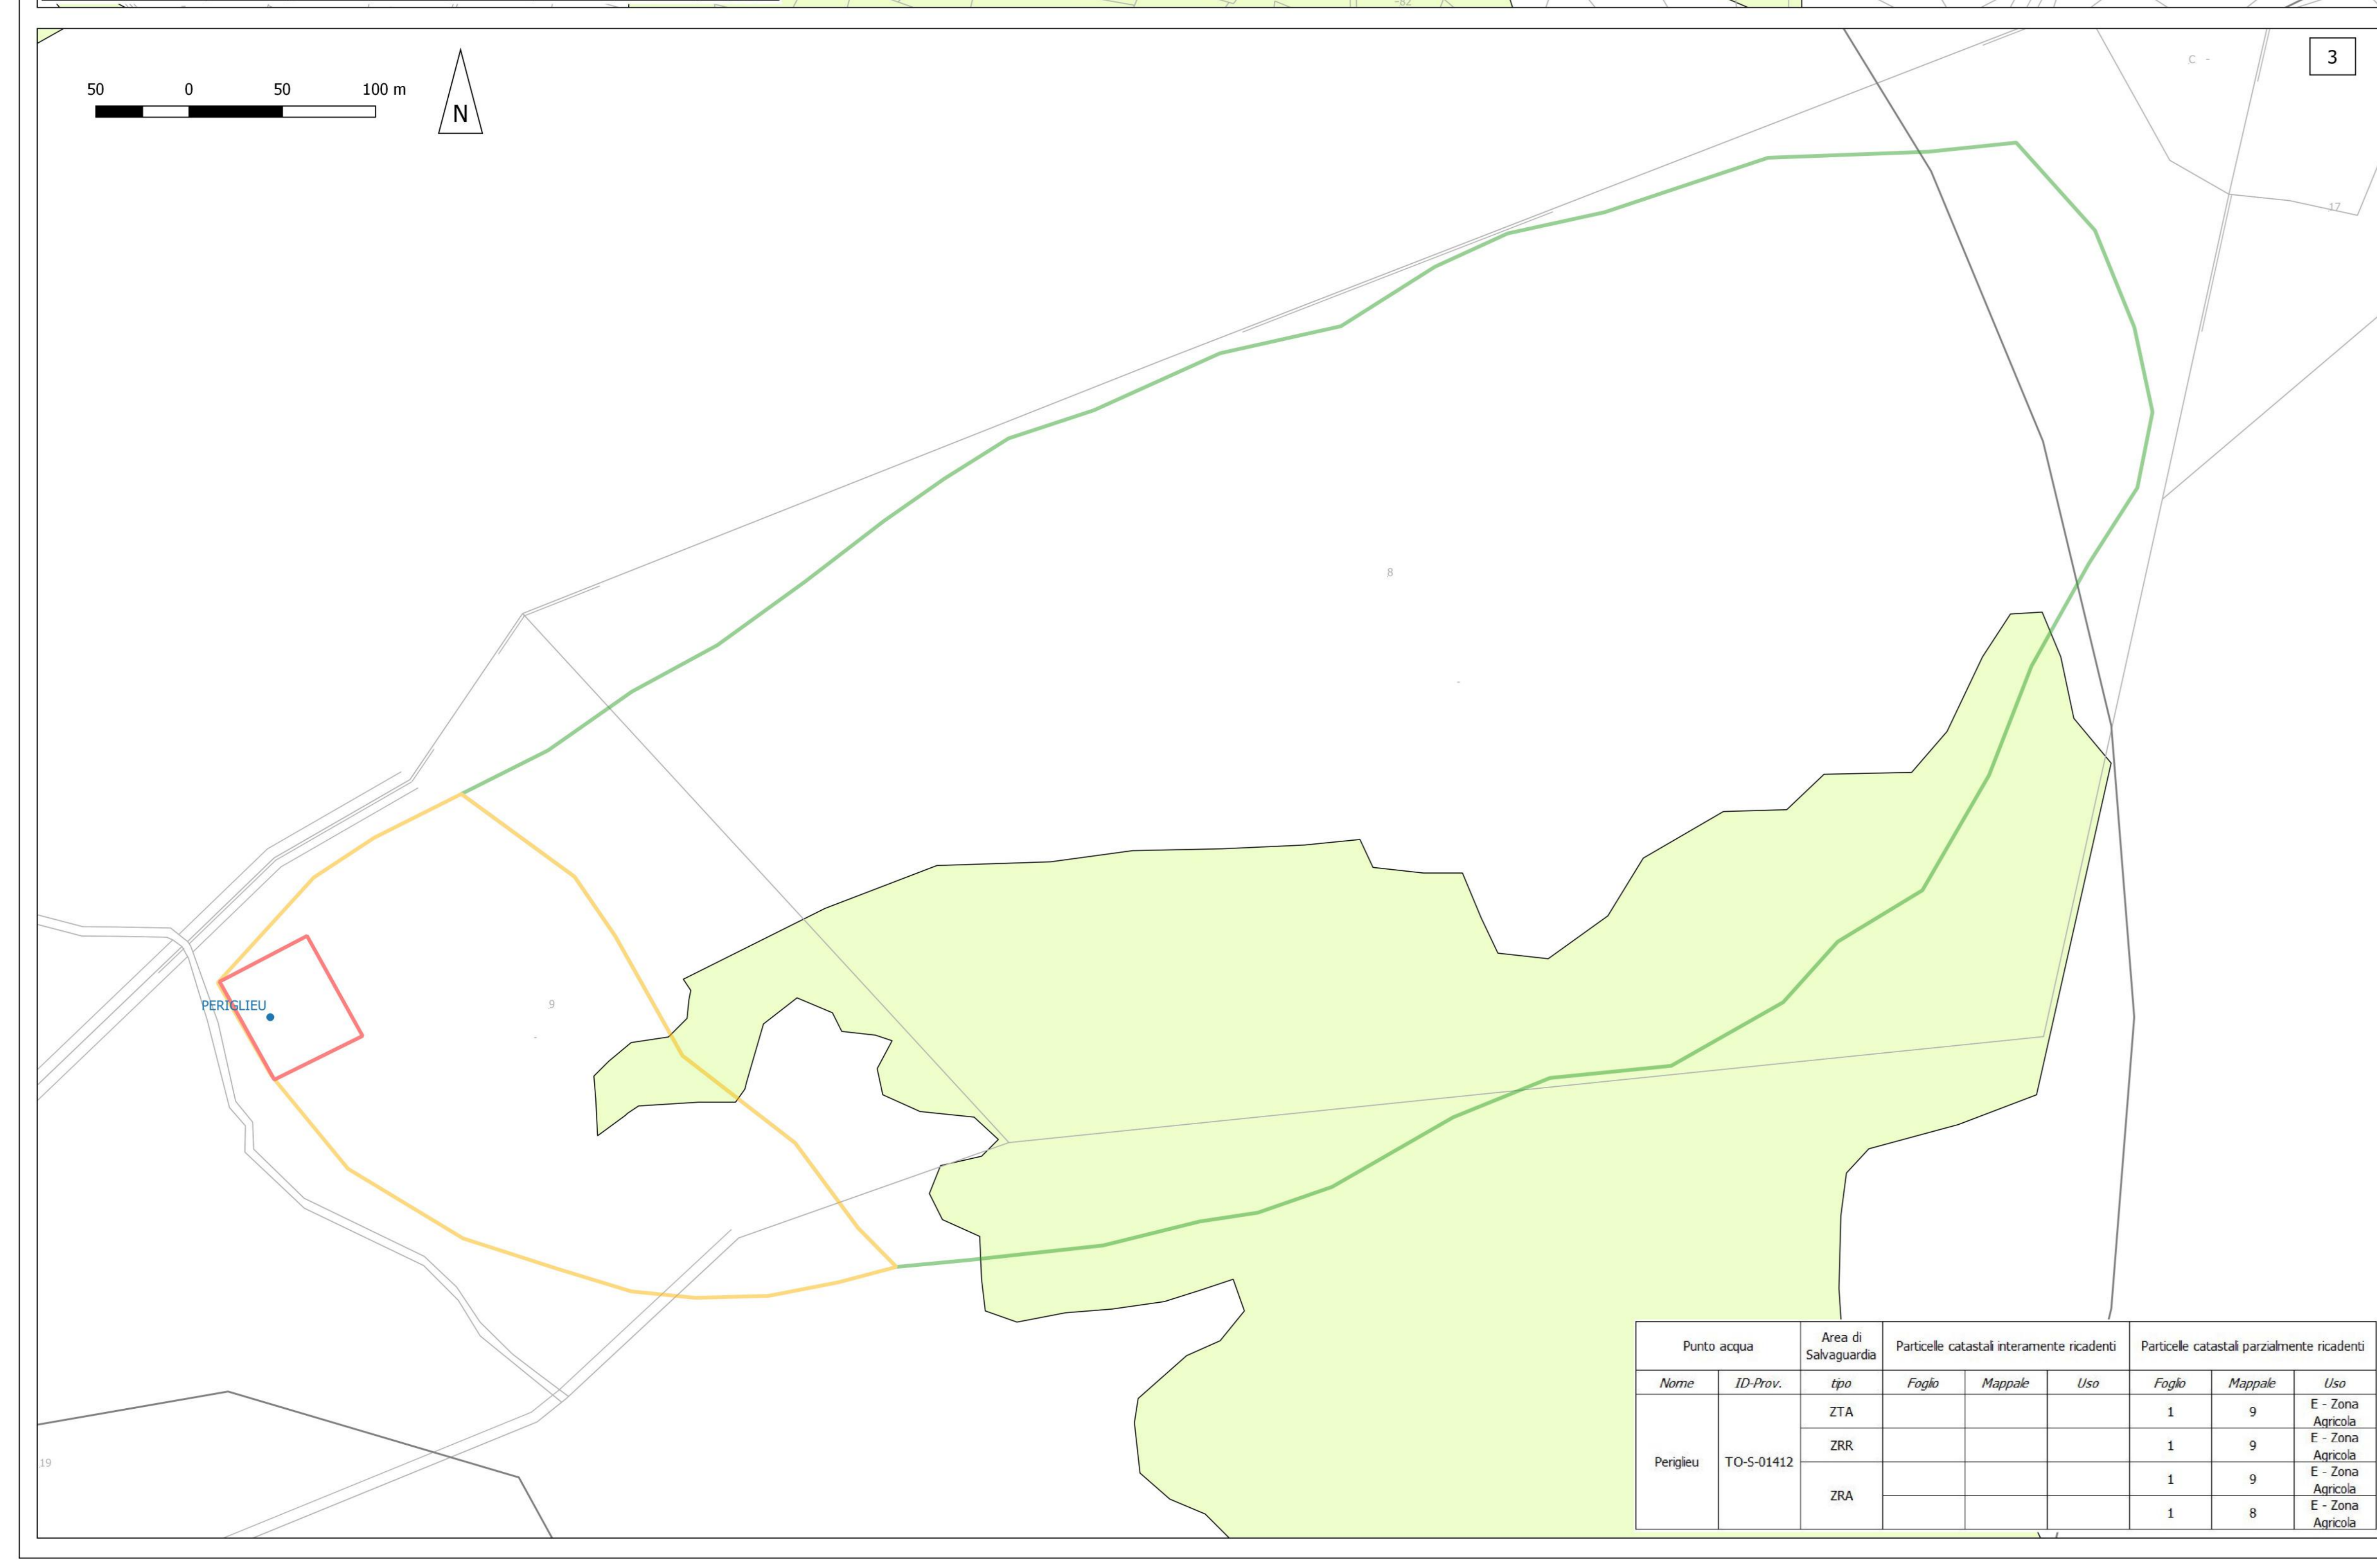 -82
50 0 50 100 m
N
C -
3
17
8
-
PERIGLIEU
9
-
19
Punto acqua
Area di
Salvaguardia
Particelle catastali interamente ricadenti
Particelle catastali parzialmente ricadenti
Nome ID-Prov. tipo Foglio Mappale Uso Foglio Mappale Uso
Periglieu TO-S-01412
ZTA 1 9 E - Zona
Agricola
ZRR 1 9 E - Zona
Agricola
ZRA 1 9 E - Zona
Agricola
1 8 E - Zona
Agricola